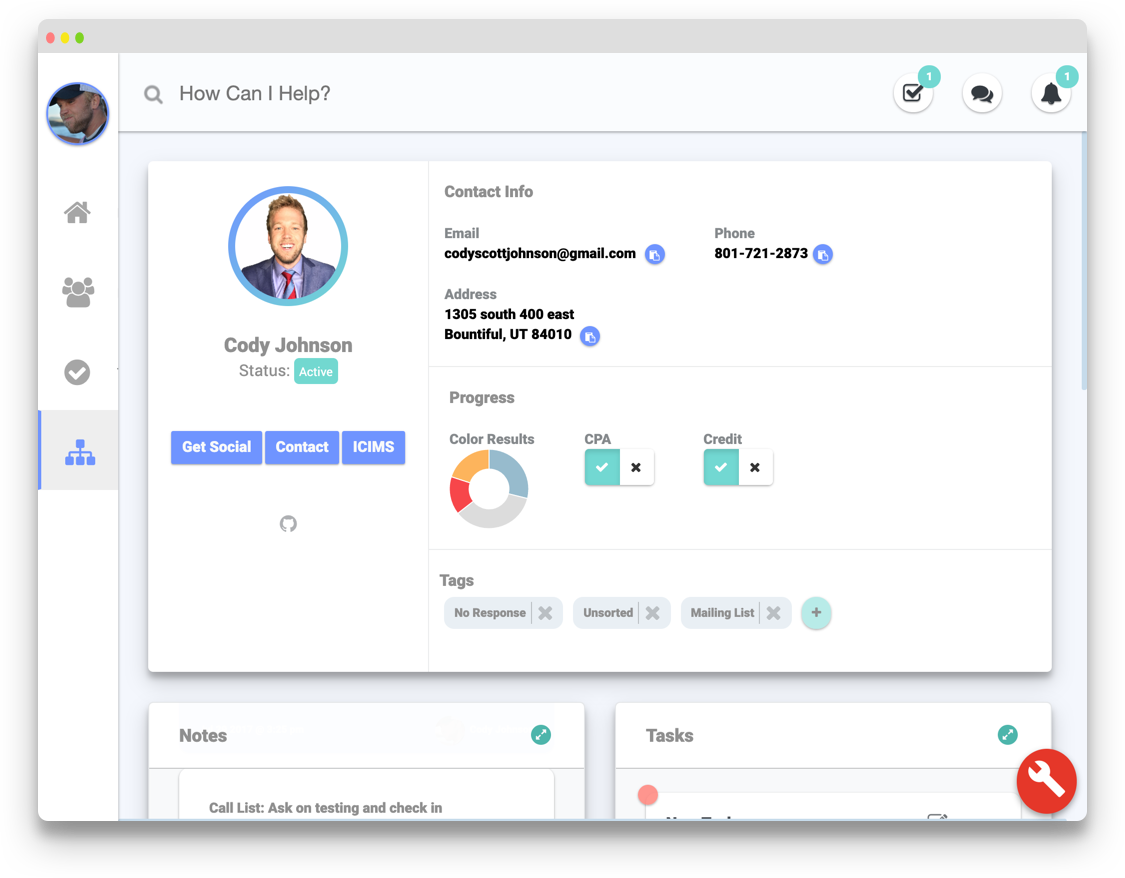 How Can I Help?
1
1
Cody Johnson
Status: Active
Get Social Contact ICIMS
Contact Info
Email
codyscottjohnson@gmail.com
Phone
801-721-2873
Address
1305 south 400 east
Bountiful, UT 84010
Progress
Color Results
CPA
Credit
Tags
No Response
Unsorted
Mailing List
+
Notes
Call List: Ask on testing and check in
Tasks